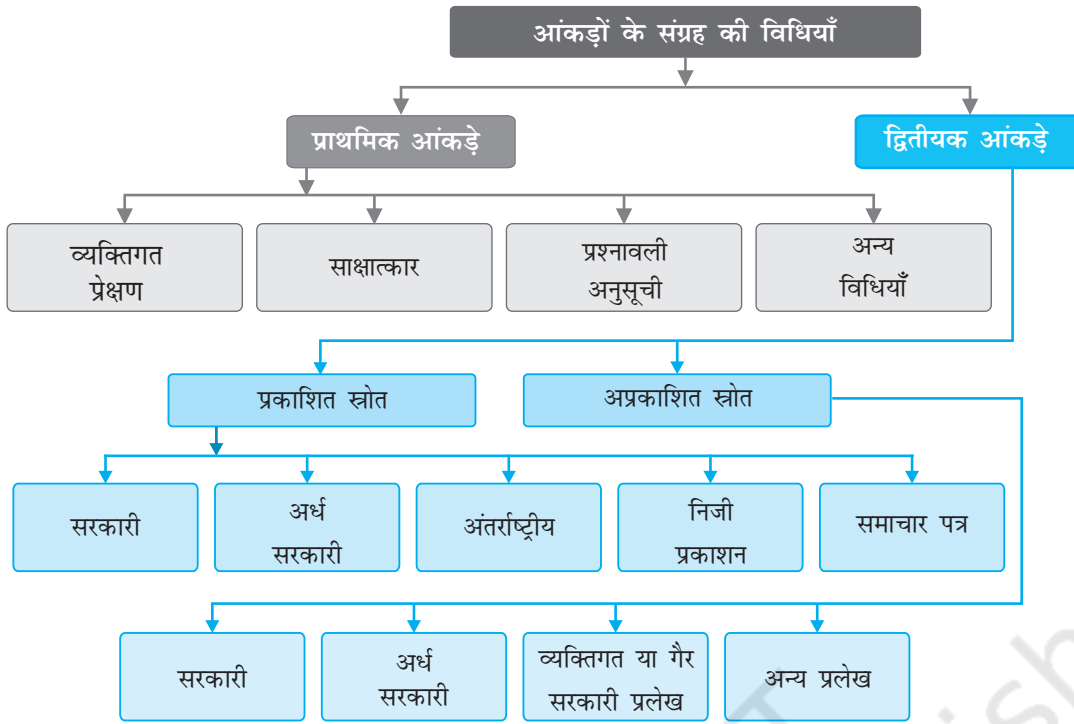 आंकड़ों के संग्रह की विधियाँ
प्राथमिक आंकड़े
द्वितीयक आंकड़े
व्यक्तिगत
प्रेक्षण
साक्षात्कार
प्रश्नावली
अनुसूची
अन्य
विधियाँ
प्रकाशित स्रोत
अप्रकाशित स्रोत
सरकारी
अर्ध
सरकारी
अंतर्राष्ट्रीय
निजी
प्रकाशन
समाचार पत्र
सरकारी
अर्ध
सरकारी
व्यक्तिगत या गैर
सरकारी प्रलेख
अन्य प्रलेख